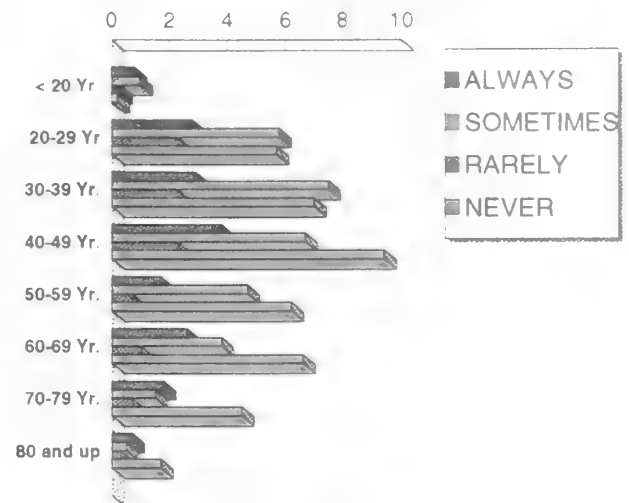 0 2 4 6 8 10
< 20 Yr
20-29 Yr
30-39 Yr.
40-49 Yr.
50-59 Yr.
60-69 Yr.
70-79 Yr.
80 and up
ALWAYS
SOMETIMES
RARELY
NEVER